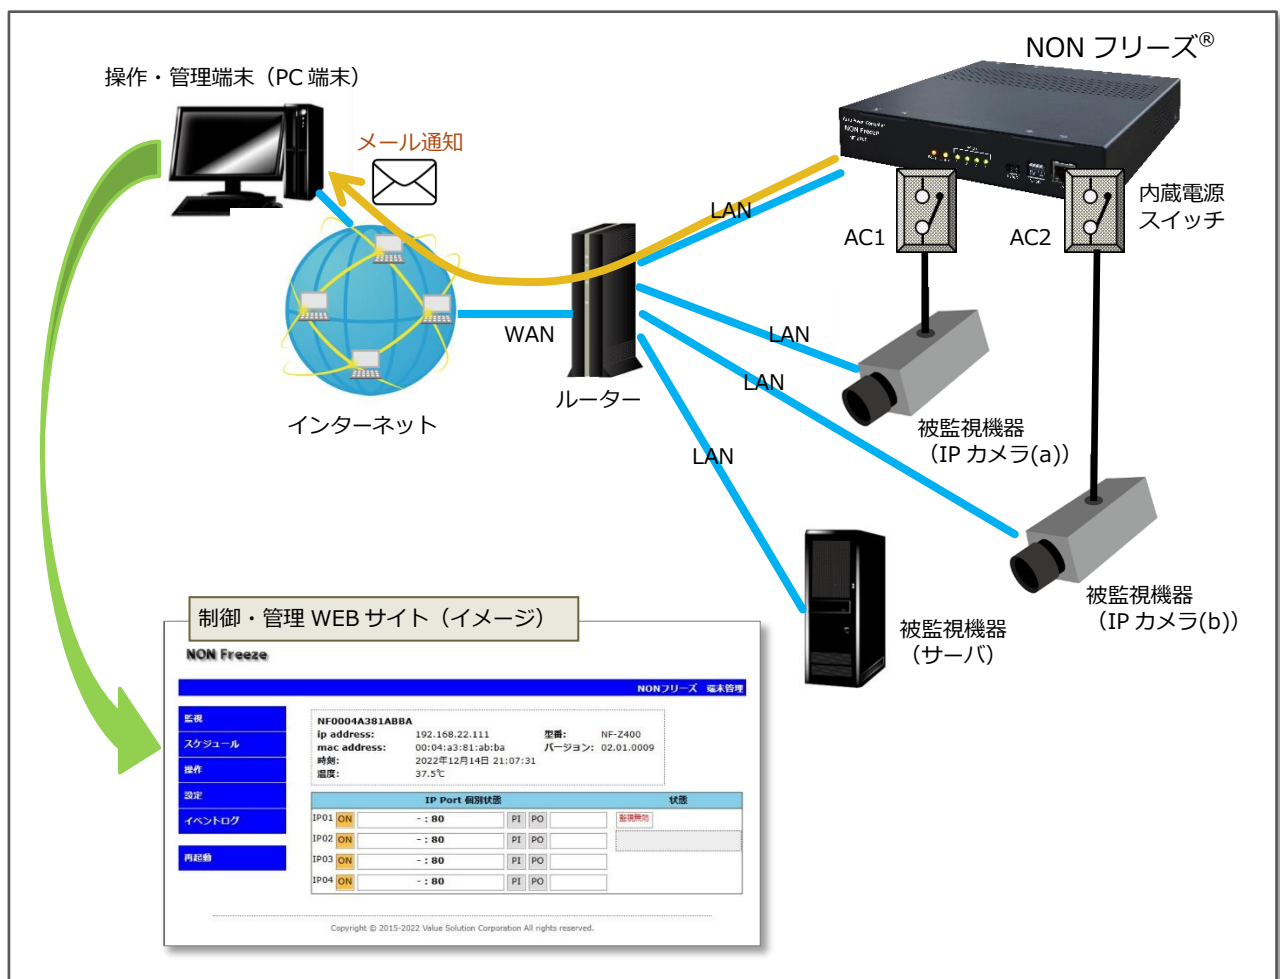 NON フリーズ®
操作・管理端末（PC 端末）
メール通知
NON Freeze
内蔵電源
スイッチ
AC1
AC2
LAN
WAN
LAN
LAN
LAN
ルーター
インターネット
被監視機器
（IP カメラ(a)）
被監視機器
（IP カメラ(b)）
被監視機器
（サーバ）
制御・管理 WEB サイト（イメージ）
NON Freeze
NONフリーズ 端末管理
監視
スケジュール
操作
設定
イベントログ
再起動
NF0004A381ABBA
ip address: 192.168.22.111 型番: NF-Z400
mac address: 00:04:a3:81:ab:ba バージョン: 02.01.0009
時刻: 2022年12月14日 21:07:31
温度: 37.5℃
IP Port 個別状態 状態
IP01 ON - : 80 PI PO 監視無効
IP02 ON - : 80 PI PO
IP03 ON - : 80 PI PO
IP04 ON - : 80 PI PO
Copyright © 2015-2022 Value Solution Corporation All rights reserved.